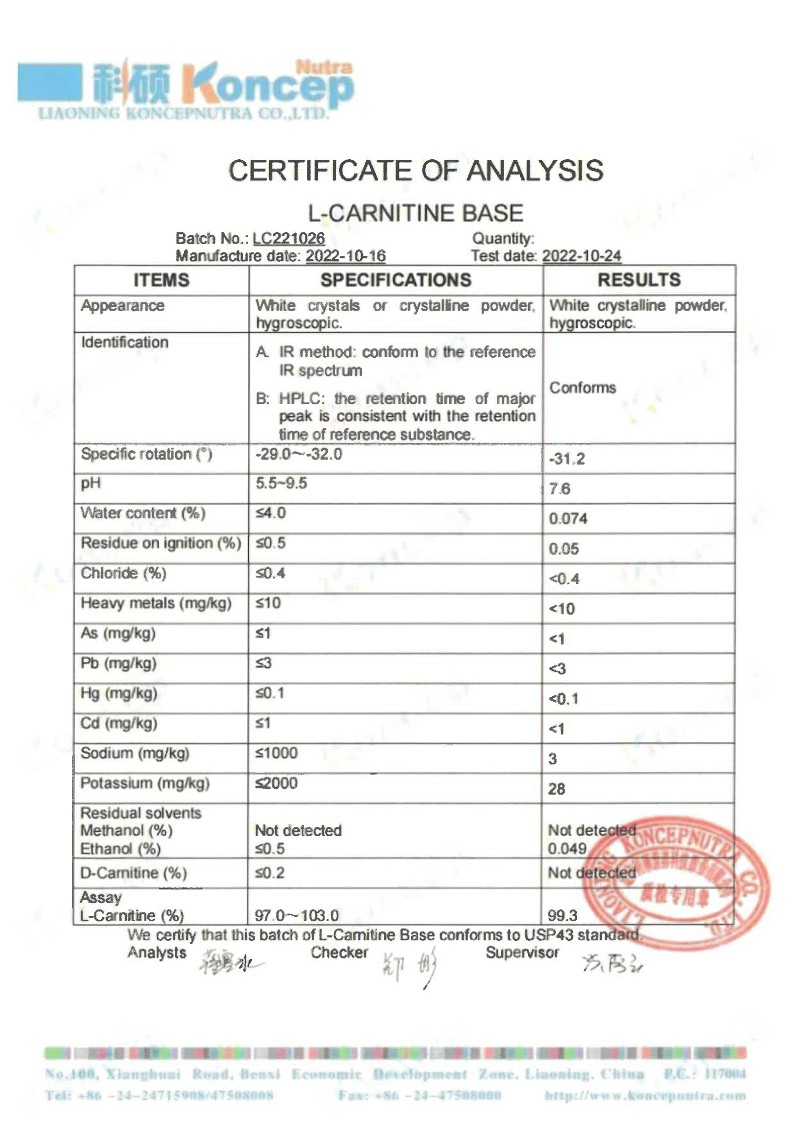 科硕 Koncep Nutra
LIAONING KONCEPNUTRA CO.,LTD.
CERTIFICATE OF ANALYSIS
L-CARNITINE BASE
Batch No.: LC221026 Quantity:
Manufacture date: 2022-10-16 Test date: 2022-10-24
ITEMS SPECIFICATIONS RESULTS
Appearance White crystals or crystalline powder, White crystalline powder,
hygroscopic. hygroscopic.
Identification
A. IR method: conform to the reference
IR spectrum
Conforms
B: HPLC: the retention time of major
peak is consistent with the retention
time of reference substance.
Specific rotation (°) -29.0~-32.0 -31.2
pH 5.5~9.5 7.6
Water content (%) ≤4.0 0.074
Residue on ignition (%) ≤0.5 0.05
Chloride (%) ≤0.4 <0.4
Heavy metals (mg/kg) ≤10 <10
As (mg/kg) ≤1 <1
Pb (mg/kg) ≤3 <3
Hg (mg/kg) ≤0.1 <0.1
Cd (mg/kg) ≤1 <1
Sodium (mg/kg) ≤1000 3
Potassium (mg/kg) ≤2000 28
Residual solvents
Methanol (%) Not detected Not detected
Ethanol (%) ≤0.5 0.049
D-Carnitine (%) ≤0.2 Not detected
Assay
L-Carnitine (%) 97.0~103.0 99.3
LIAONING KONCEPNUTRA CO., LTD.
质检专用章
We certify that this batch of L-Carnitine Base conforms to USP43 standard.
Analysts Checker Supervisor
No.100, Xianghuai Road, Benxi Economic Development Zone, Liaoning, China P.C.: 117004
Tel: +86 -24-24715908/47508008 Fax: +86 -24-47508000 http://www.koncepnutra.com